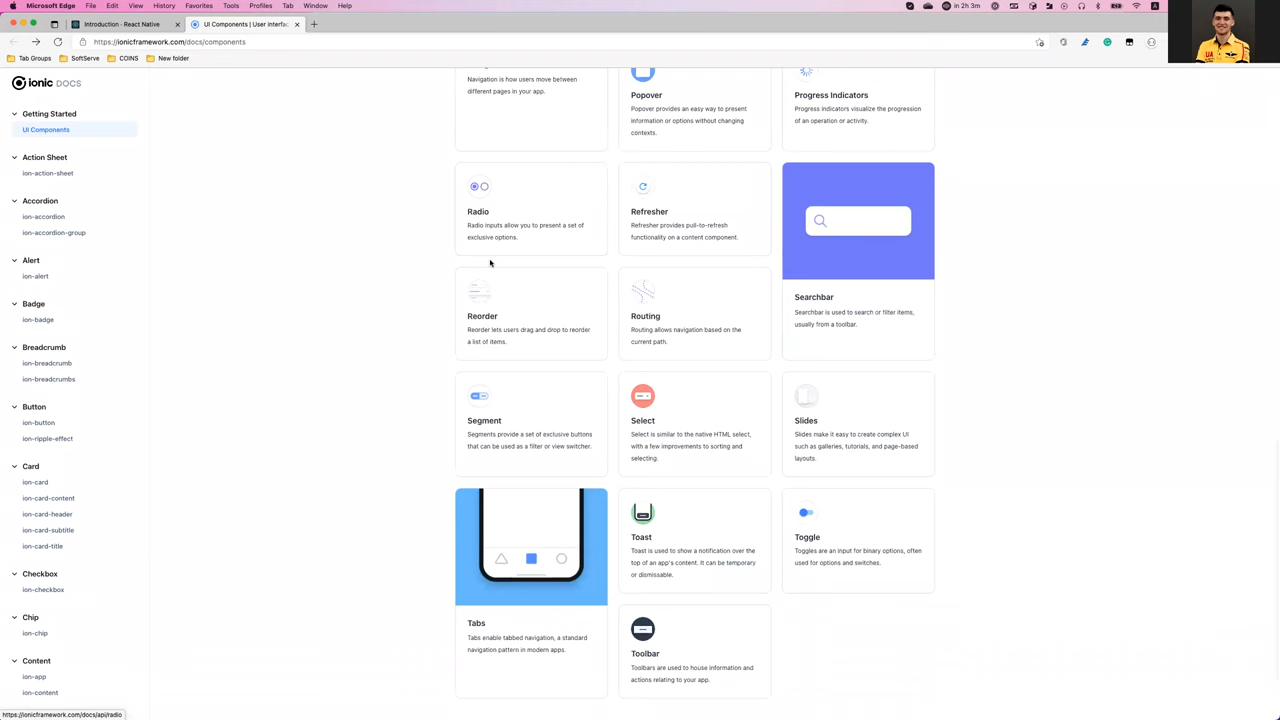 Microsoft Edge File Edit View History Favorites Tools Profiles Tab Window Help
in 2h 3m
Introduction - React Native
UI Components | User Interfac
https://ionicframework.com/docs/components
Tab Groups
SoftServe
COINS
New folder
UA
ionic DOCS
Getting Started
UI Components
Action Sheet
ion-action-sheet
Accordion
ion-accordion
ion-accordion-group
Alert
ion-alert
Badge
ion-badge
Breadcrumb
ion-breadcrumb
ion-breadcrumbs
Button
ion-button
ion-ripple-effect
Card
ion-card
ion-card-content
ion-card-header
ion-card-subtitle
ion-card-title
Checkbox
ion-checkbox
Chip
ion-chip
Content
ion-app
ion-content
Navigation is how users move between
different pages in your app.
Popover
Popover provides an easy way to present
information or options without changing
contexts.
Progress Indicators
Progress indicators visualize the progression
of an operation or activity.
Radio
Radio inputs allow you to present a set of
exclusive options.
Refresher
Refresher provides pull-to-refresh
functionality on a content component.
Searchbar
Searchbar is used to search or filter items,
usually from a toolbar.
Reorder
Reorder lets users drag and drop to reorder
a list of items.
Routing
Routing allows navigation based on the
current path.
Segment
Segments provide a set of exclusive buttons
that can be used as a filter or view switcher.
Select
Select is similar to the native HTML select,
with a few improvements to sorting and
selecting.
Slides
Slides make it easy to create complex UI
such as galleries, tutorials, and page-based
layouts.
Tabs
Tabs enable tabbed navigation, a standard
navigation pattern in modern apps.
Toast
Toast is used to show a notification over the
top of an app's content. It can be temporary
or dismissable.
Toggle
Toggles are an input for binary options, often
used for options and switches.
Toolbar
Toolbars are used to house information and
actions relating to your app.
https://ionicframework.com/docs/api/radio